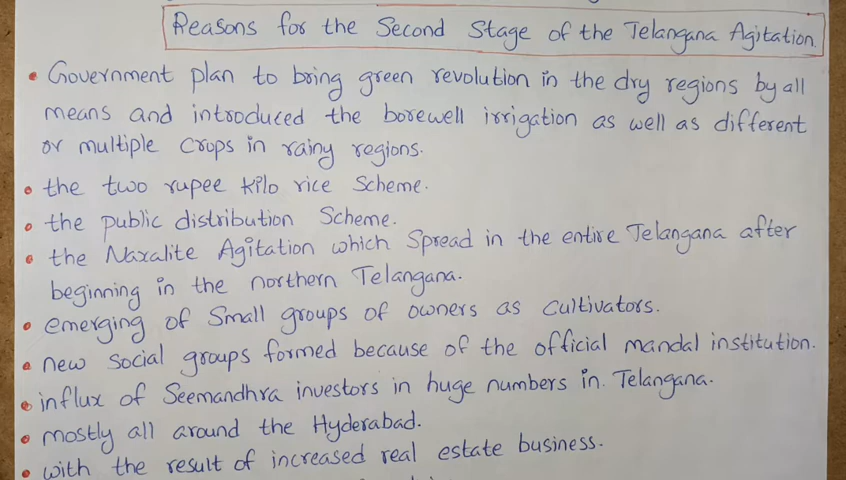 Reasons for the Second Stage of the Telangana Agitation.
• Government plan to bring green revolution in the dry regions by all
means and introduced the borewell irrigation as well as different
or multiple crops in rainy regions.
• the two rupee kilo rice Scheme.
• the public distribution Scheme.
• the Naxalite Agitation which Spread in the entire Telangana after
beginning in the northern Telangana.
• emerging of Small groups of owners as cultivators.
• new social groups formed because of the official mandal institution.
• influx of Seemandhra investors in huge numbers in. Telangana.
• mostly all around the Hyderabad.
• with the result of increased real estate business.